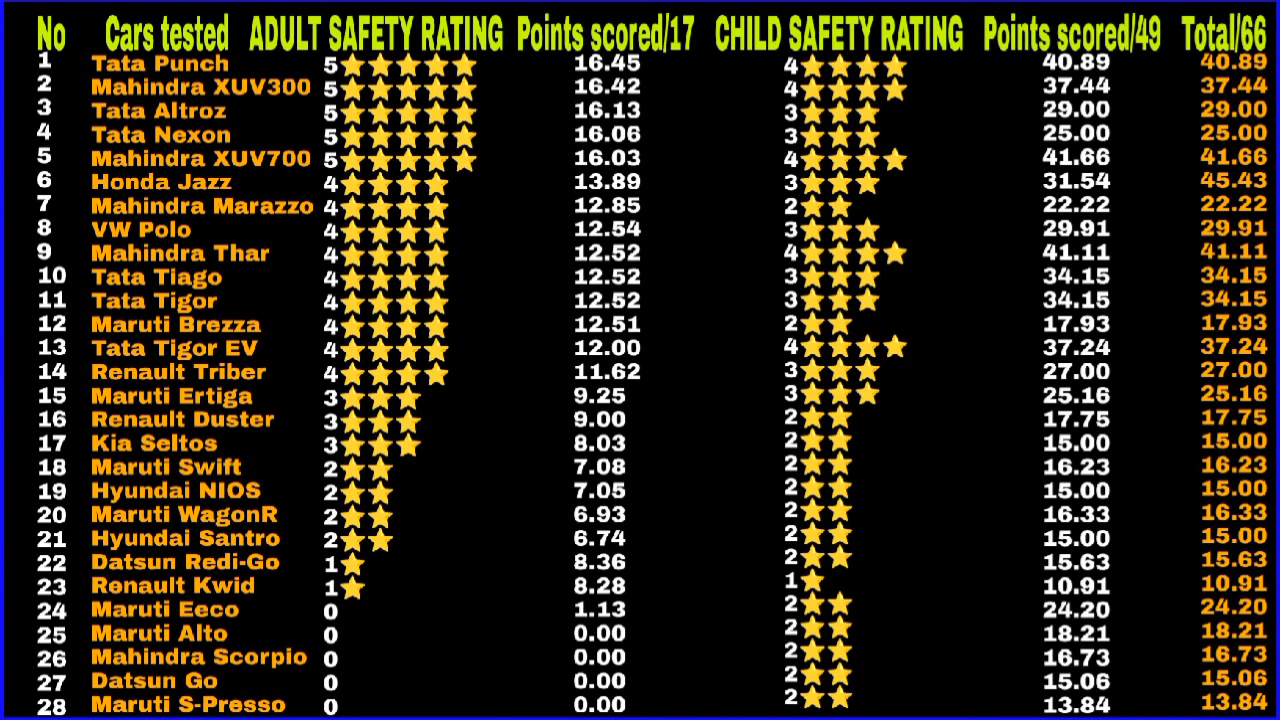 No Cars tested ADULT SAFETY RATING Points scored/17 CHILD SAFETY RATING Points scored/49 Total/66
1 Tata Punch 5⭐⭐⭐⭐⭐ 16.45 4⭐⭐⭐⭐ 40.89 40.89
2 Mahindra XUV300 5⭐⭐⭐⭐⭐ 16.42 4⭐⭐⭐⭐ 37.44 37.44
3 Tata Altroz 5⭐⭐⭐⭐⭐ 16.13 3⭐⭐⭐ 29.00 29.00
4 Tata Nexon 5⭐⭐⭐⭐⭐ 16.06 3⭐⭐⭐ 25.00 25.00
5 Mahindra XUV700 5⭐⭐⭐⭐⭐ 16.03 4⭐⭐⭐⭐ 41.66 41.66
6 Honda Jazz 4⭐⭐⭐⭐ 13.89 3⭐⭐⭐ 31.54 45.43
7 Mahindra Marazzo 4⭐⭐⭐⭐ 12.85 2⭐⭐ 22.22 22.22
8 VW Polo 4⭐⭐⭐⭐ 12.54 3⭐⭐⭐ 29.91 29.91
9 Mahindra Thar 4⭐⭐⭐⭐ 12.52 4⭐⭐⭐⭐ 41.11 41.11
10 Tata Tiago 4⭐⭐⭐⭐ 12.52 3⭐⭐⭐ 34.15 34.15
11 Tata Tigor 4⭐⭐⭐⭐ 12.52 3⭐⭐⭐ 34.15 34.15
12 Maruti Brezza 4⭐⭐⭐⭐ 12.51 2⭐⭐ 17.93 17.93
13 Tata Tigor EV 4⭐⭐⭐⭐ 12.00 4⭐⭐⭐⭐ 37.24 37.24
14 Renault Triber 4⭐⭐⭐⭐ 11.62 3⭐⭐⭐ 27.00 27.00
15 Maruti Ertiga 3⭐⭐⭐ 9.25 3⭐⭐⭐ 25.16 25.16
16 Renault Duster 3⭐⭐⭐ 9.00 2⭐⭐ 17.75 17.75
17 Kia Seltos 3⭐⭐⭐ 8.03 2⭐⭐ 15.00 15.00
18 Maruti Swift 2⭐⭐ 7.08 2⭐⭐ 16.23 16.23
19 Hyundai NIOS 2⭐⭐ 7.05 2⭐⭐ 15.00 15.00
20 Maruti WagonR 2⭐⭐ 6.93 2⭐⭐ 16.33 16.33
21 Hyundai Santro 2⭐⭐ 6.74 2⭐⭐ 15.00 15.00
22 Datsun Redi-Go 1⭐ 8.36 2⭐⭐ 15.63 15.63
23 Renault Kwid 1⭐ 8.28 1⭐ 10.91 10.91
24 Maruti Eeco 0 1.13 2⭐⭐ 24.20 24.20
25 Maruti Alto 0 0.00 2⭐⭐ 18.21 18.21
26 Mahindra Scorpio 0 0.00 2⭐⭐ 16.73 16.73
27 Datsun Go 0 0.00 2⭐⭐ 15.06 15.06
28 Maruti S-Presso 0 0.00 2⭐⭐ 13.84 13.84